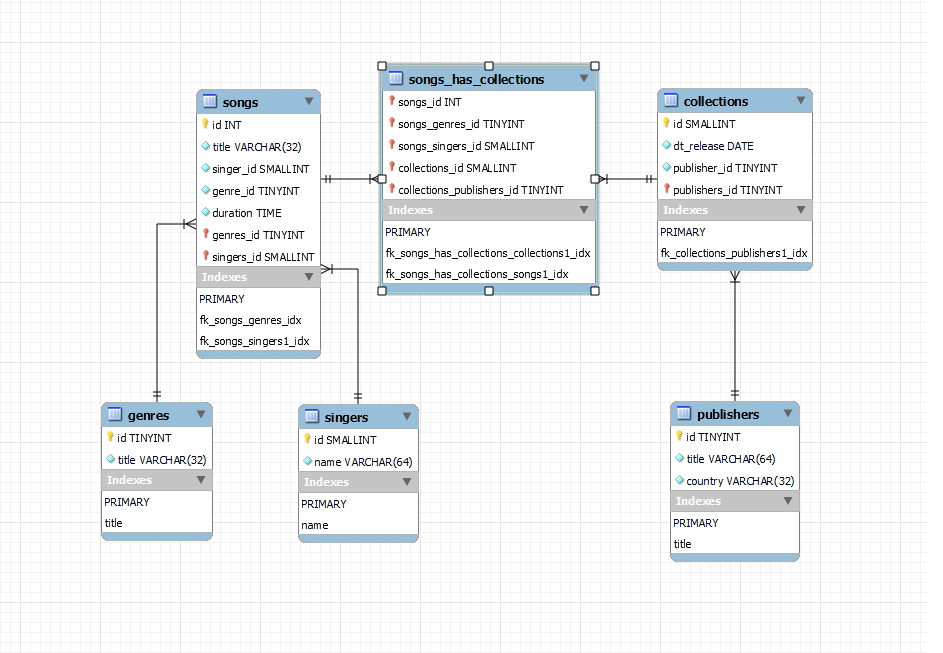 songs
id INT
title VARCHAR(32)
singer_id SMALLINT
genre_id TINYINT
duration TIME
genres_id TINYINT
singers_id SMALLINT
Indexes
PRIMARY
fk_songs_genres_idx
fk_songs_singers1_idx
songs_has_collections
songs_id INT
songs_genres_id TINYINT
songs_singers_id SMALLINT
collections_id SMALLINT
collections_publishers_id TINYINT
Indexes
PRIMARY
fk_songs_has_collections_collections1_idx
fk_songs_has_collections_songs1_idx
collections
id SMALLINT
dt_release DATE
publisher_id TINYINT
publishers_id TINYINT
Indexes
PRIMARY
fk_collections_publishers1_idx
genres
id TINYINT
title VARCHAR(32)
Indexes
PRIMARY
title
singers
id SMALLINT
name VARCHAR(64)
Indexes
PRIMARY
name
publishers
id TINYINT
title VARCHAR(64)
country VARCHAR(32)
Indexes
PRIMARY
title